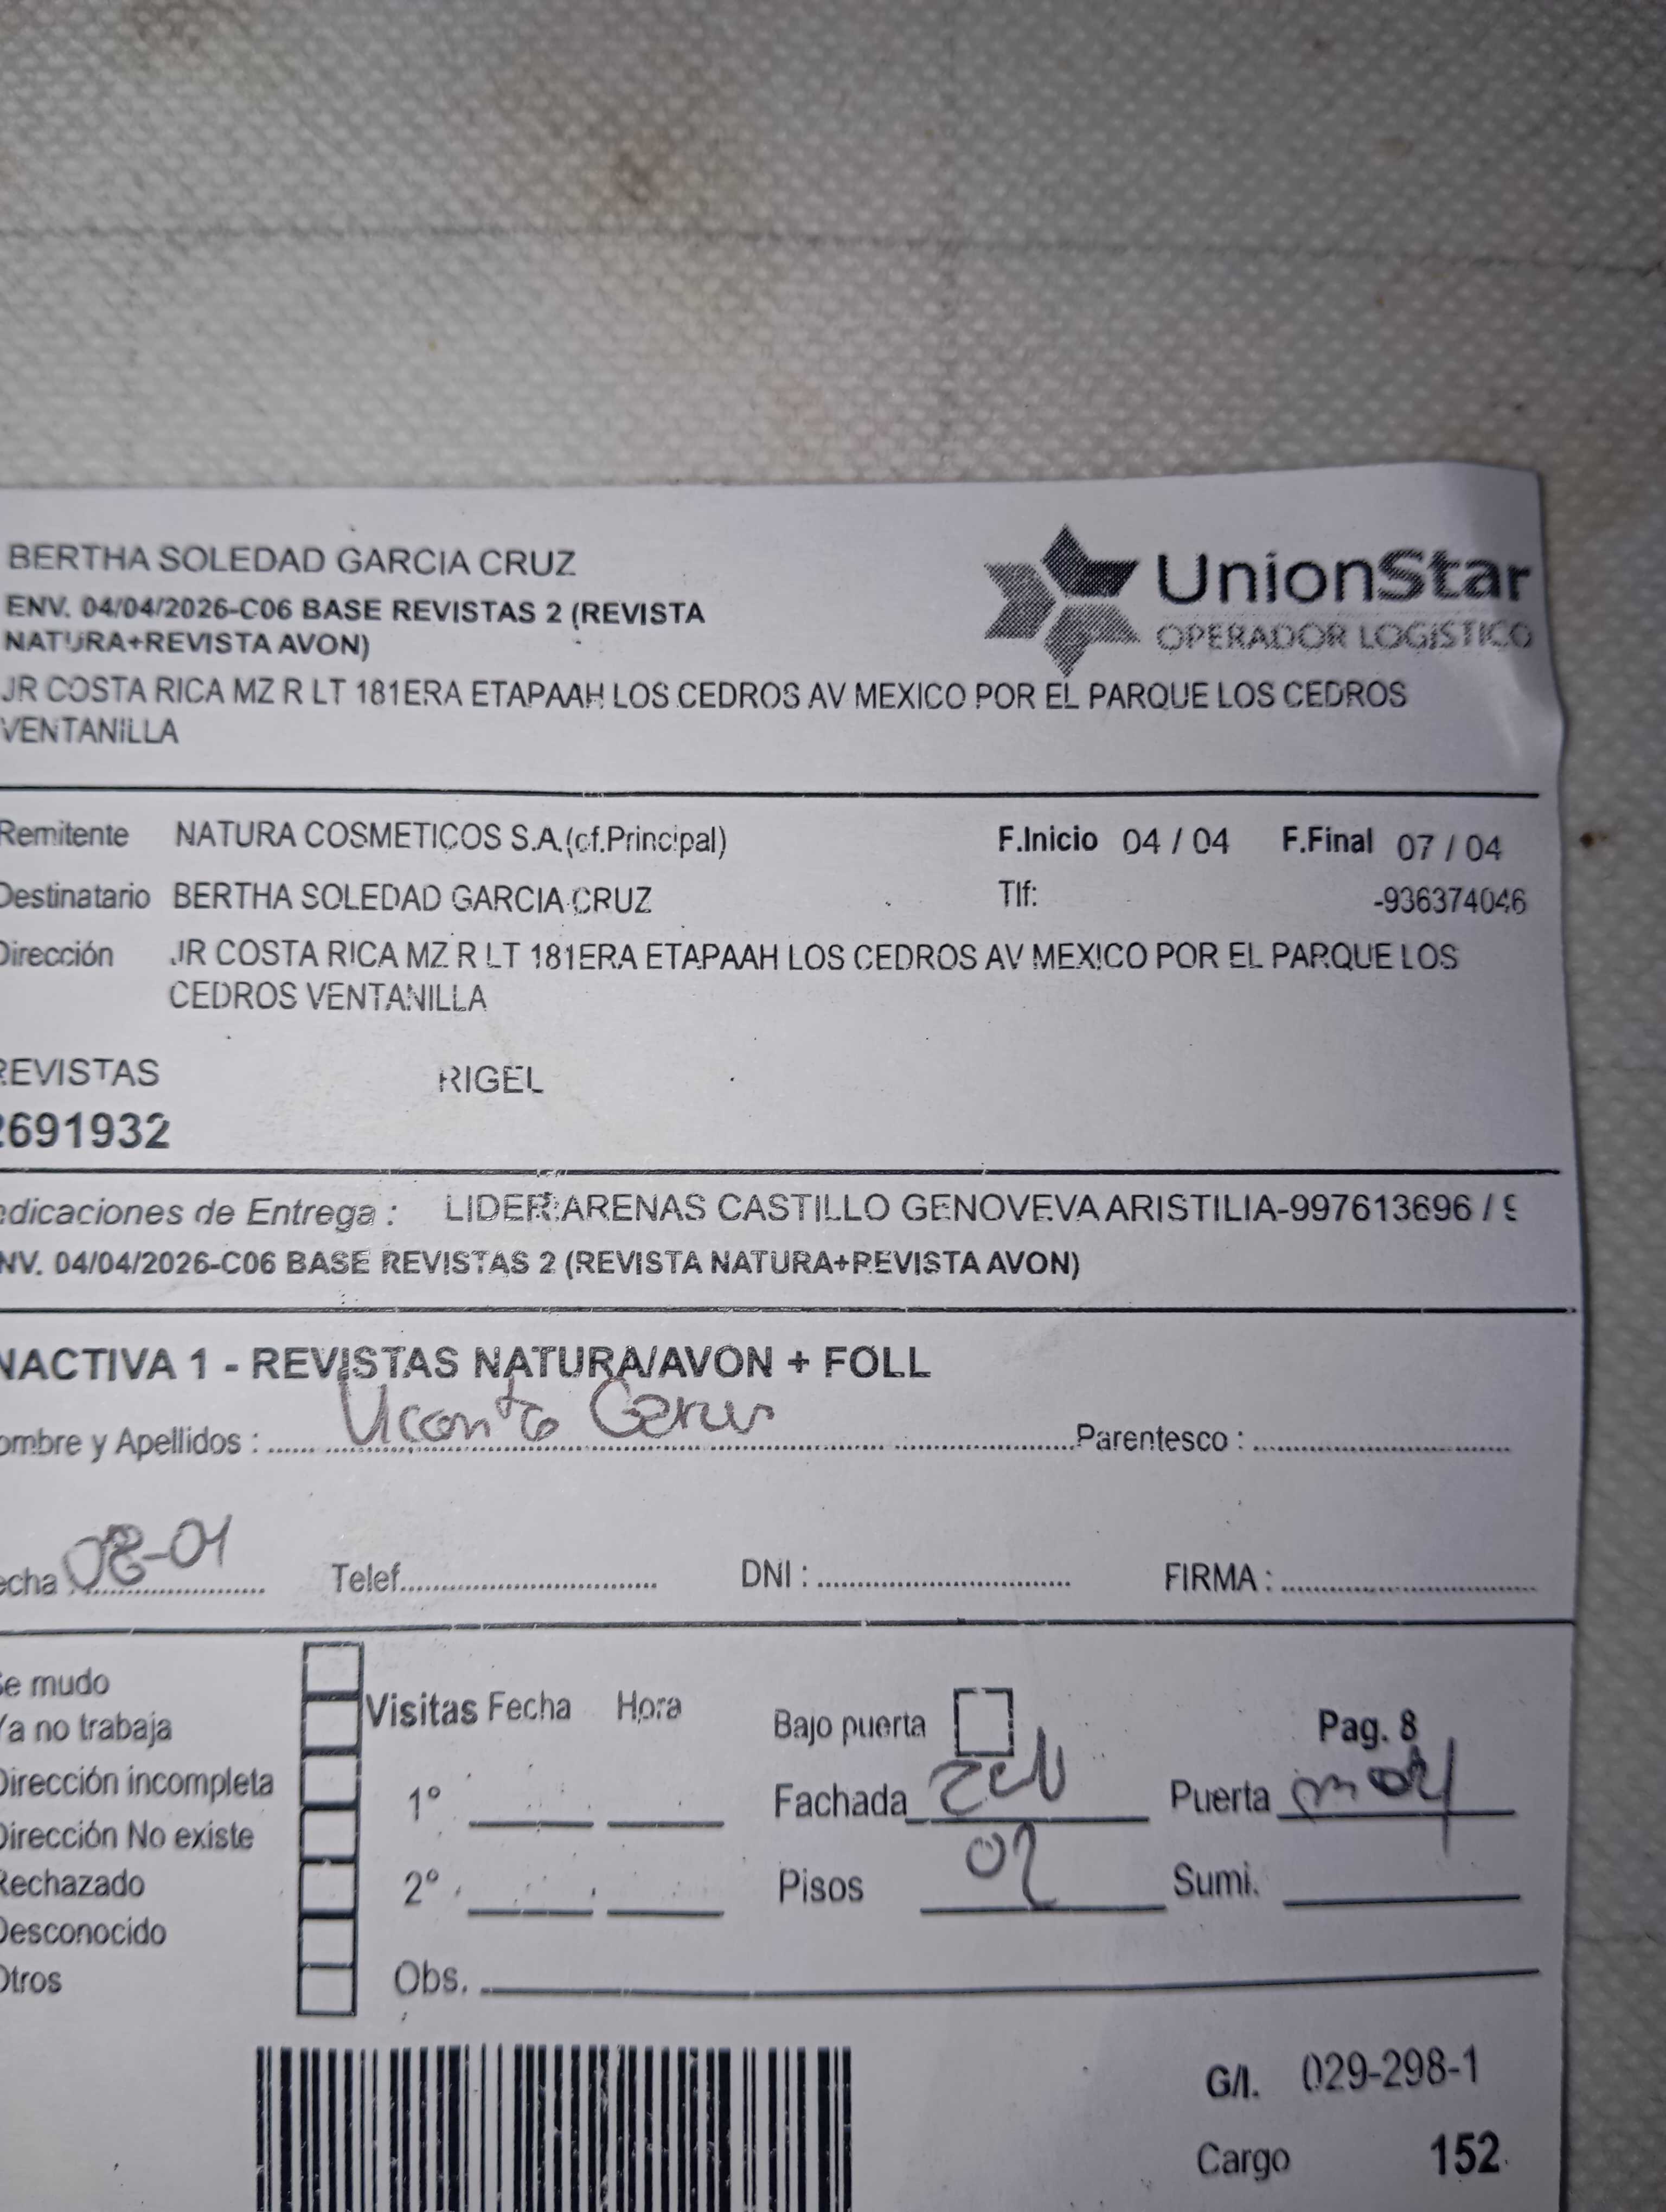 BERTHA SOLEDAD GARCIA CRUZ
UnionStar
OPERADOR LOGÍSTICO
ENV. 04/04/2026-C06 BASE REVISTAS 2 (REVISTA
NATURA+REVISTA AVON)
JR COSTA RICA MZ R LT 181ERA ETAPAAH LOS CEDROS AV MEXICO POR EL PARQUE LOS CEDROS
VENTANILLA
Remitente NATURA COSMETICOS S.A.(cf.Principal) F.Inicio 04 / 04 F.Final 07 / 04
Destinatario BERTHA SOLEDAD GARCIA CRUZ Tlf: -936374046
Dirección JR COSTA RICA MZ R LT 181ERA ETAPAAH LOS CEDROS AV MEXICO POR EL PARQUE LOS
CEDROS VENTANILLA
REVISTAS RIGEL
2691932
dicaciones de Entrega : LIDER:ARENAS CASTILLO GENOVEVA ARISTILIA-997613696 / 9
NV. 04/04/2026-C06 BASE REVISTAS 2 (REVISTA NATURA+REVISTA AVON)
NACTIVA 1 - REVISTAS NATURA/AVON + FOLL
ombre y Apellidos : Parentesco :
echa Telef. DNI : FIRMA :
Se mudo
Ya no trabaja
Dirección incompleta
Dirección No existe
Rechazado
Desconocido
Otros
Visitas Fecha Hora
1°
2°
Obs.
Bajo puerta
Pag. 8
Fachada Puerta
Pisos 02 Sumi.
G/I. 029-298-1
Cargo 152